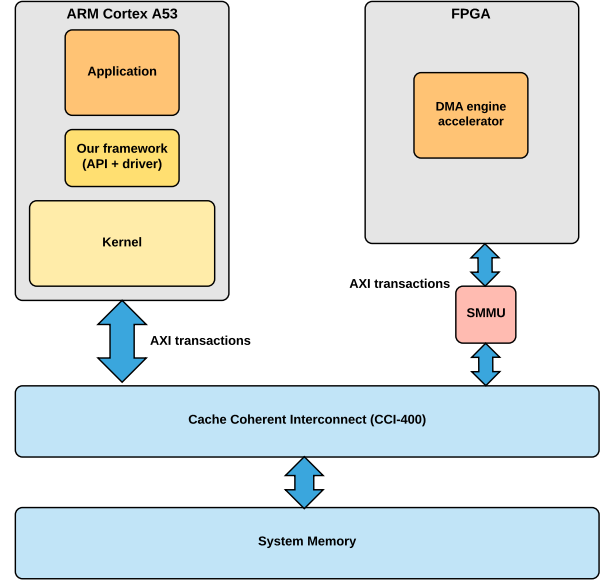 ARM Cortex A53
FPGA
Application
DMA engine
accelerator
Our framework
(API + driver)
Kernel
AXI transactions
SMMU
AXI transactions
Cache Coherent Interconnect (CCI-400)
System Memory